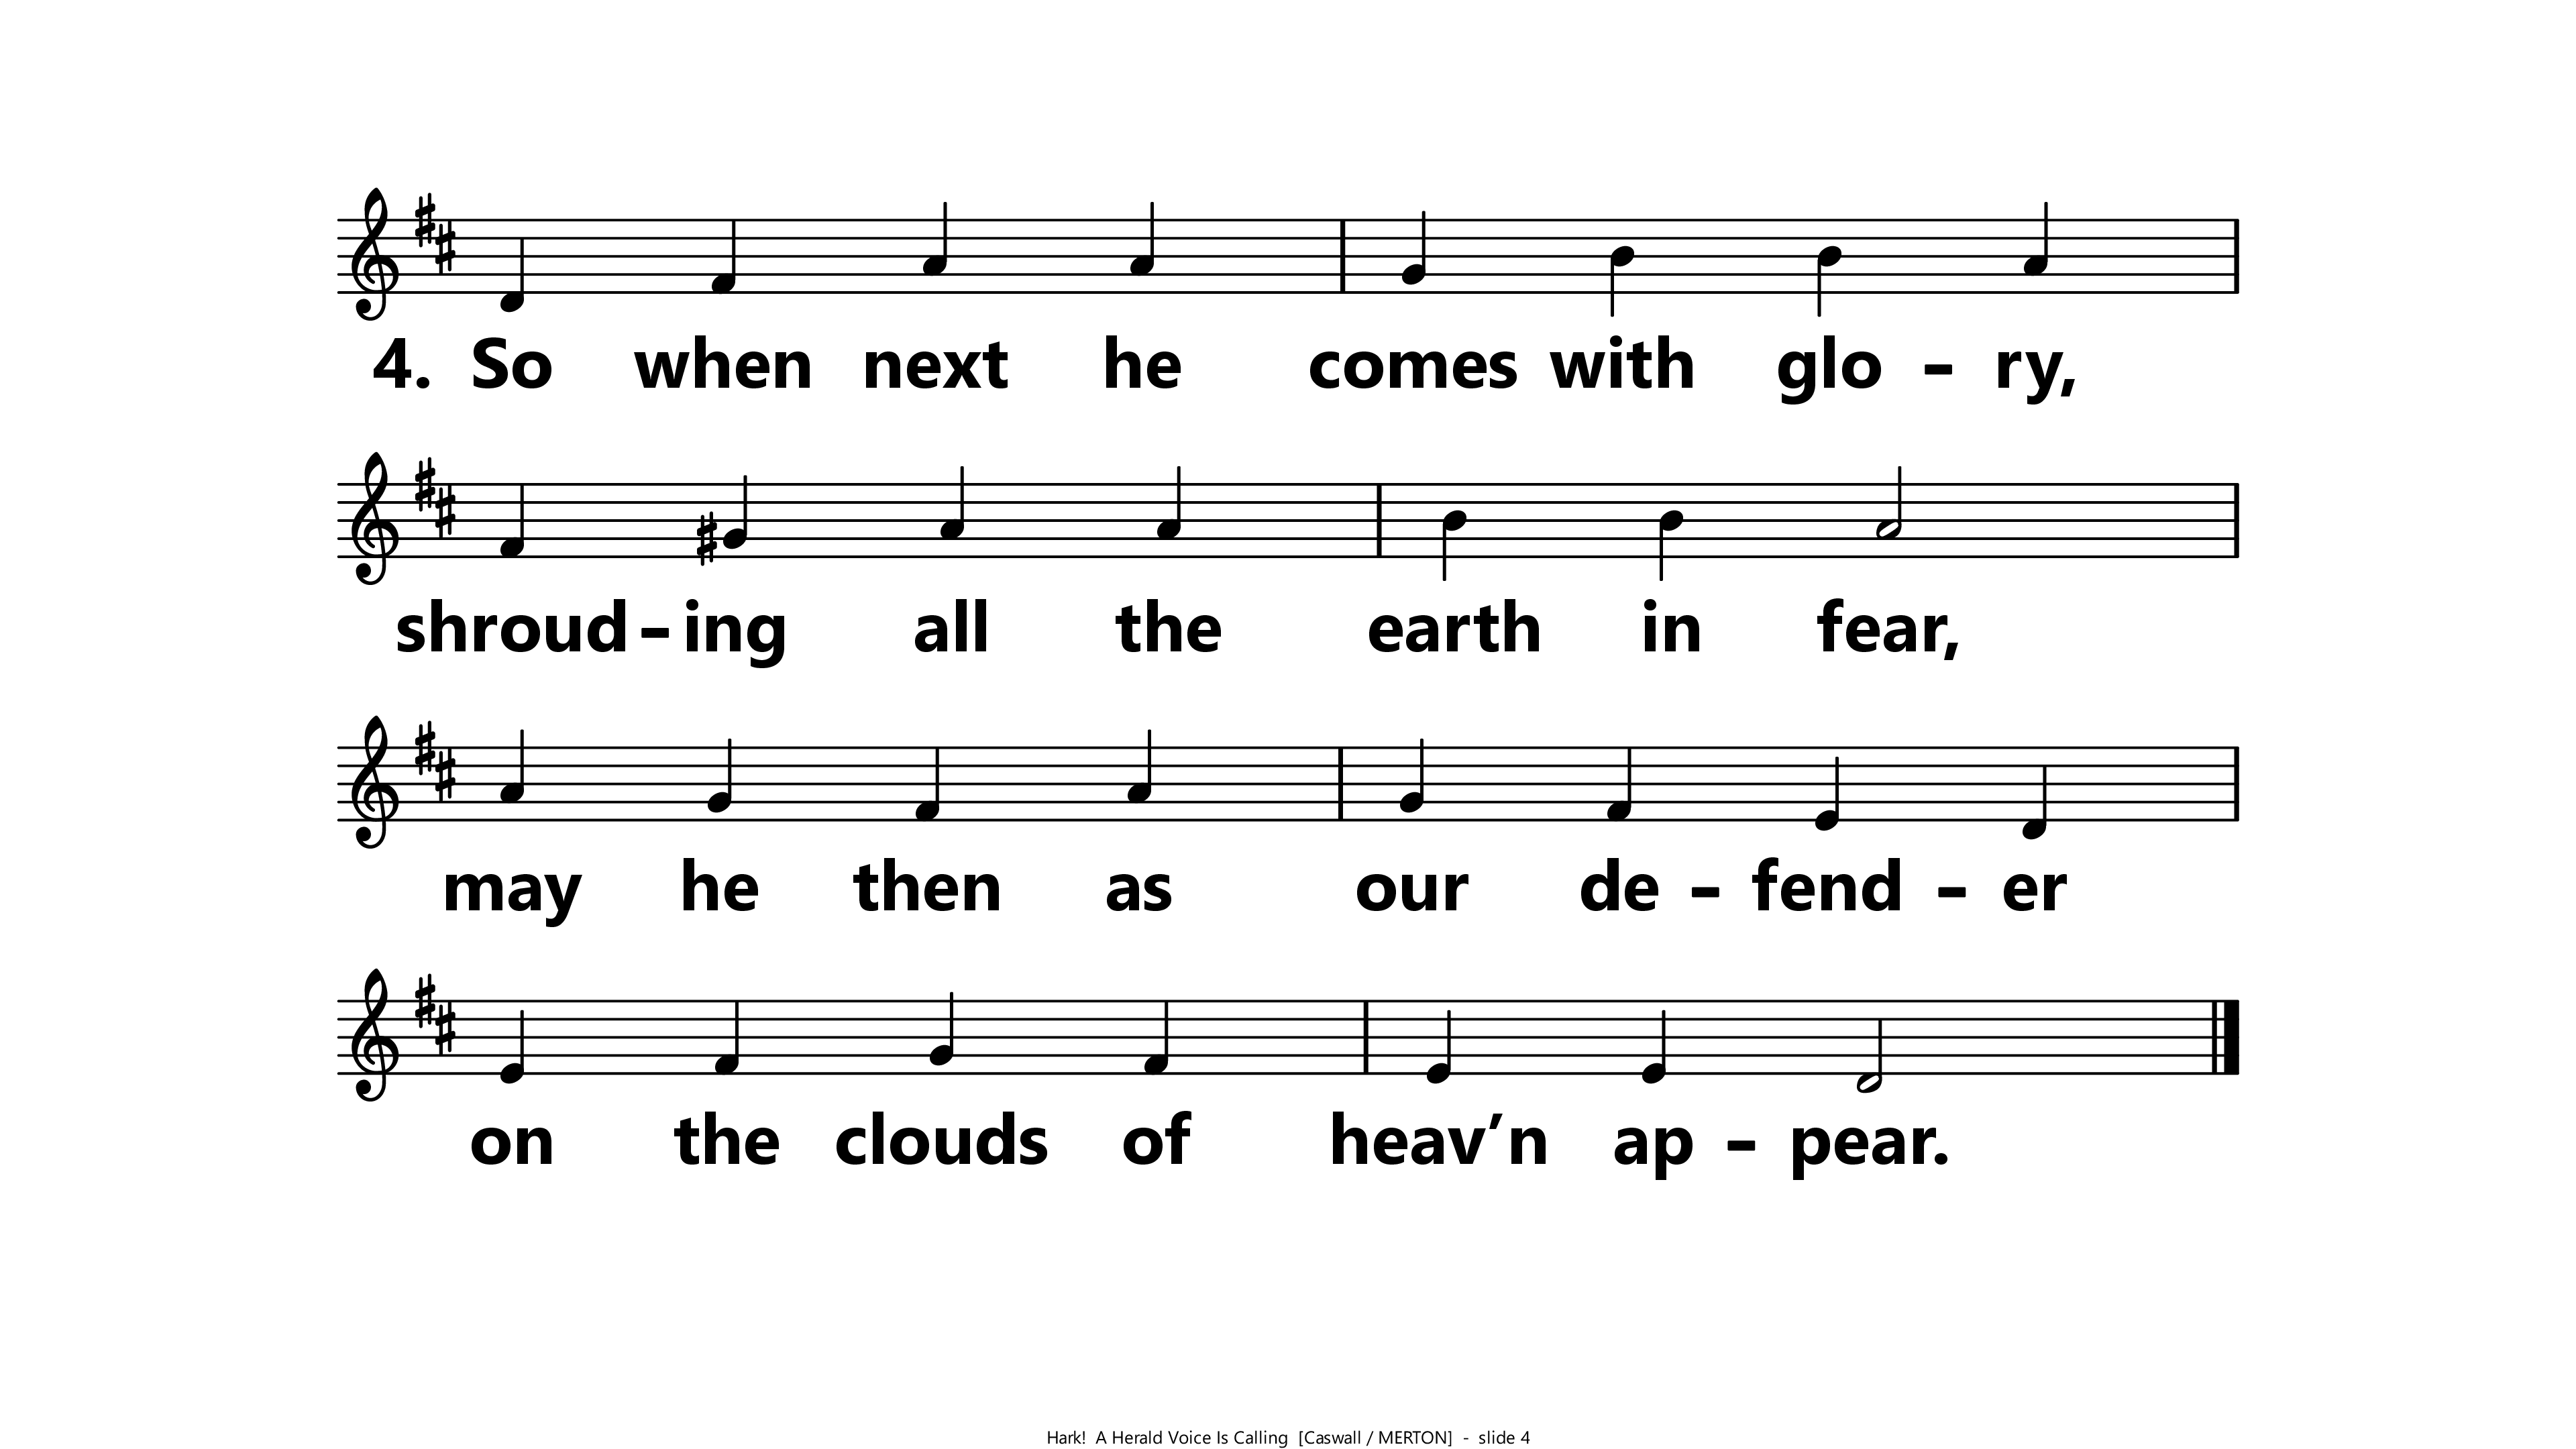 4. So when next he comes with glo - ry,
shroud - ing all the earth in fear,
may he then as our de - fend - er
on the clouds of heav’n ap - pear.
Hark! A Herald Voice Is Calling [Caswall / MERTON] - slide 4